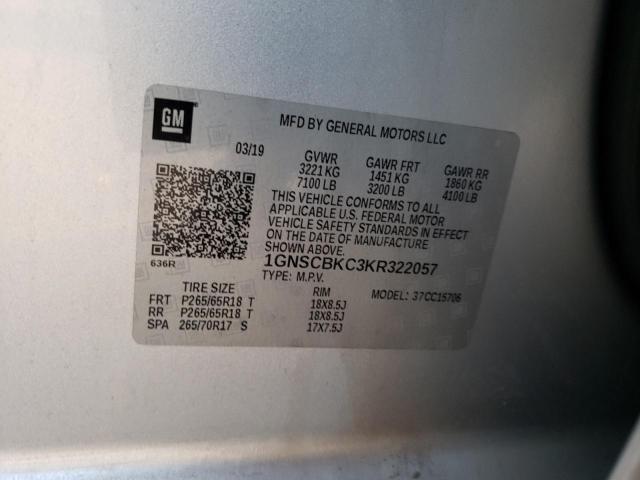 GM
MFD BY GENERAL MOTORS LLC
03/19 GVWR GAWR FRT GAWR RR
3221 KG 1451 KG 1860 KG
7100 LB 3200 LB 4100 LB
THIS VEHICLE CONFORMS TO ALL
APPLICABLE U.S. FEDERAL MOTOR
VEHICLE SAFETY STANDARDS IN EFFECT
ON THE DATE OF MANUFACTURE
SHOWN ABOVE.
636R
1GNSCBKC3KR322057
TYPE: M.P.V.
MODEL: 37CC15706
TIRE SIZE RIM
FRT P265/65R18 T 18X8.5J
RR P265/65R18 T 18X8.5J
SPA 265/70R17 S 17X7.5J